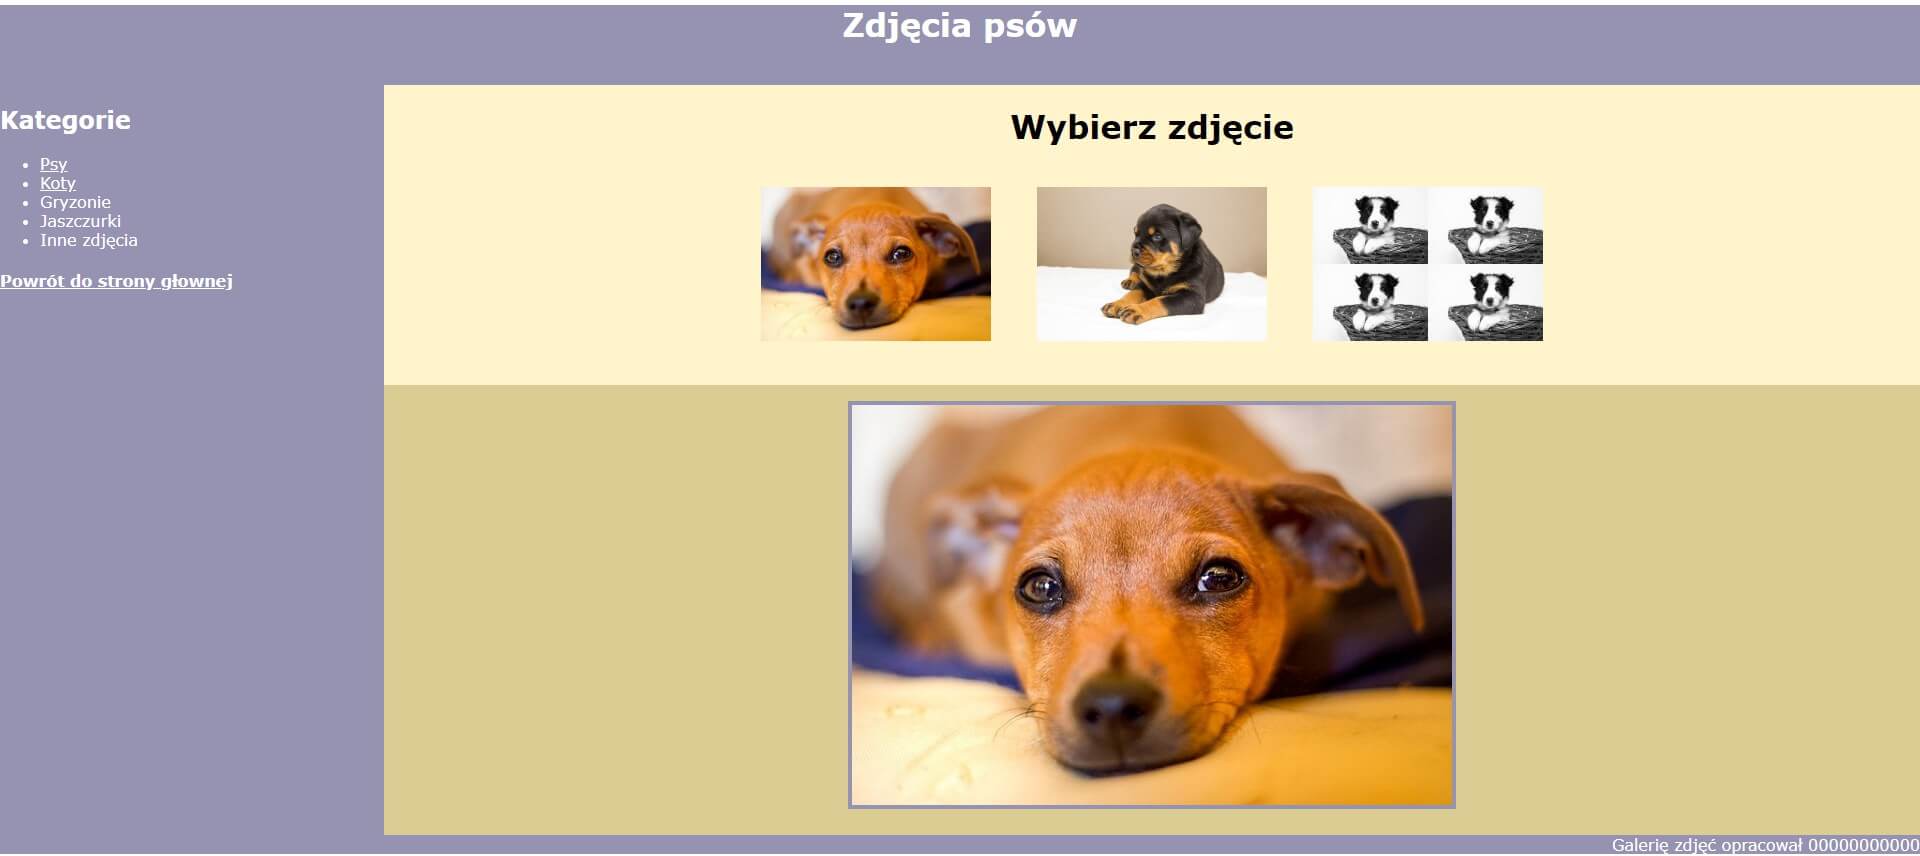 Zdjęcia psów
Kategorie
Psy
Koty
Gryzonie
Jaszczurki
Inne zdjęcia
Powrót do strony głownej
Wybierz zdjęcie
Galerię zdjęć opracował 00000000000